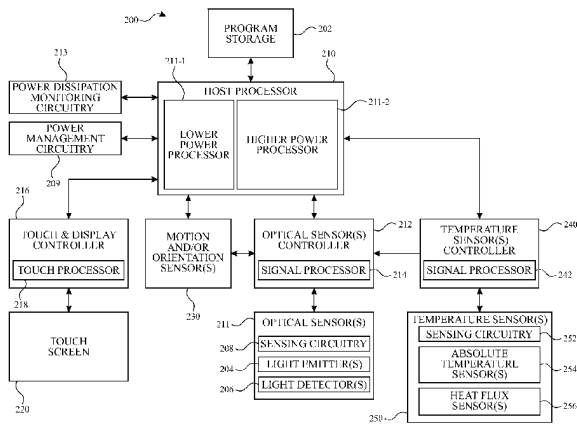 200
PROGRAM
STORAGE
202
213
211-1
210
POWER DISSIPATION
MONITORING
CIRCUITRY
HOST PROCESSOR
211-2
LOWER
POWER
PROCESSOR
HIGHER POWER
PROCESSOR
POWER
MANAGEMENT
CIRCUITRY
209
216
212
240
TOUCH & DISPLAY
CONTROLLER
TOUCH PROCESSOR
218
MOTION
AND/OR
ORIENTATION
SENSOR(S)
230
OPTICAL SENSOR(S)
CONTROLLER
SIGNAL PROCESSOR
214
TEMPERATURE
SENSOR(S)
CONTROLLER
SIGNAL PROCESSOR
242
TOUCH
SCREEN
220
211
OPTICAL SENSOR(S)
208
SENSING CIRCUITRY
204
LIGHT EMITTER(S)
206
LIGHT DETECTOR(S)
TEMPERATURE SENSOR(S)
SENSING CIRCUITRY
252
ABSOLUTE
TEMPERATURE
SENSOR(S)
254
HEAT FLUX
SENSOR(S)
256
250